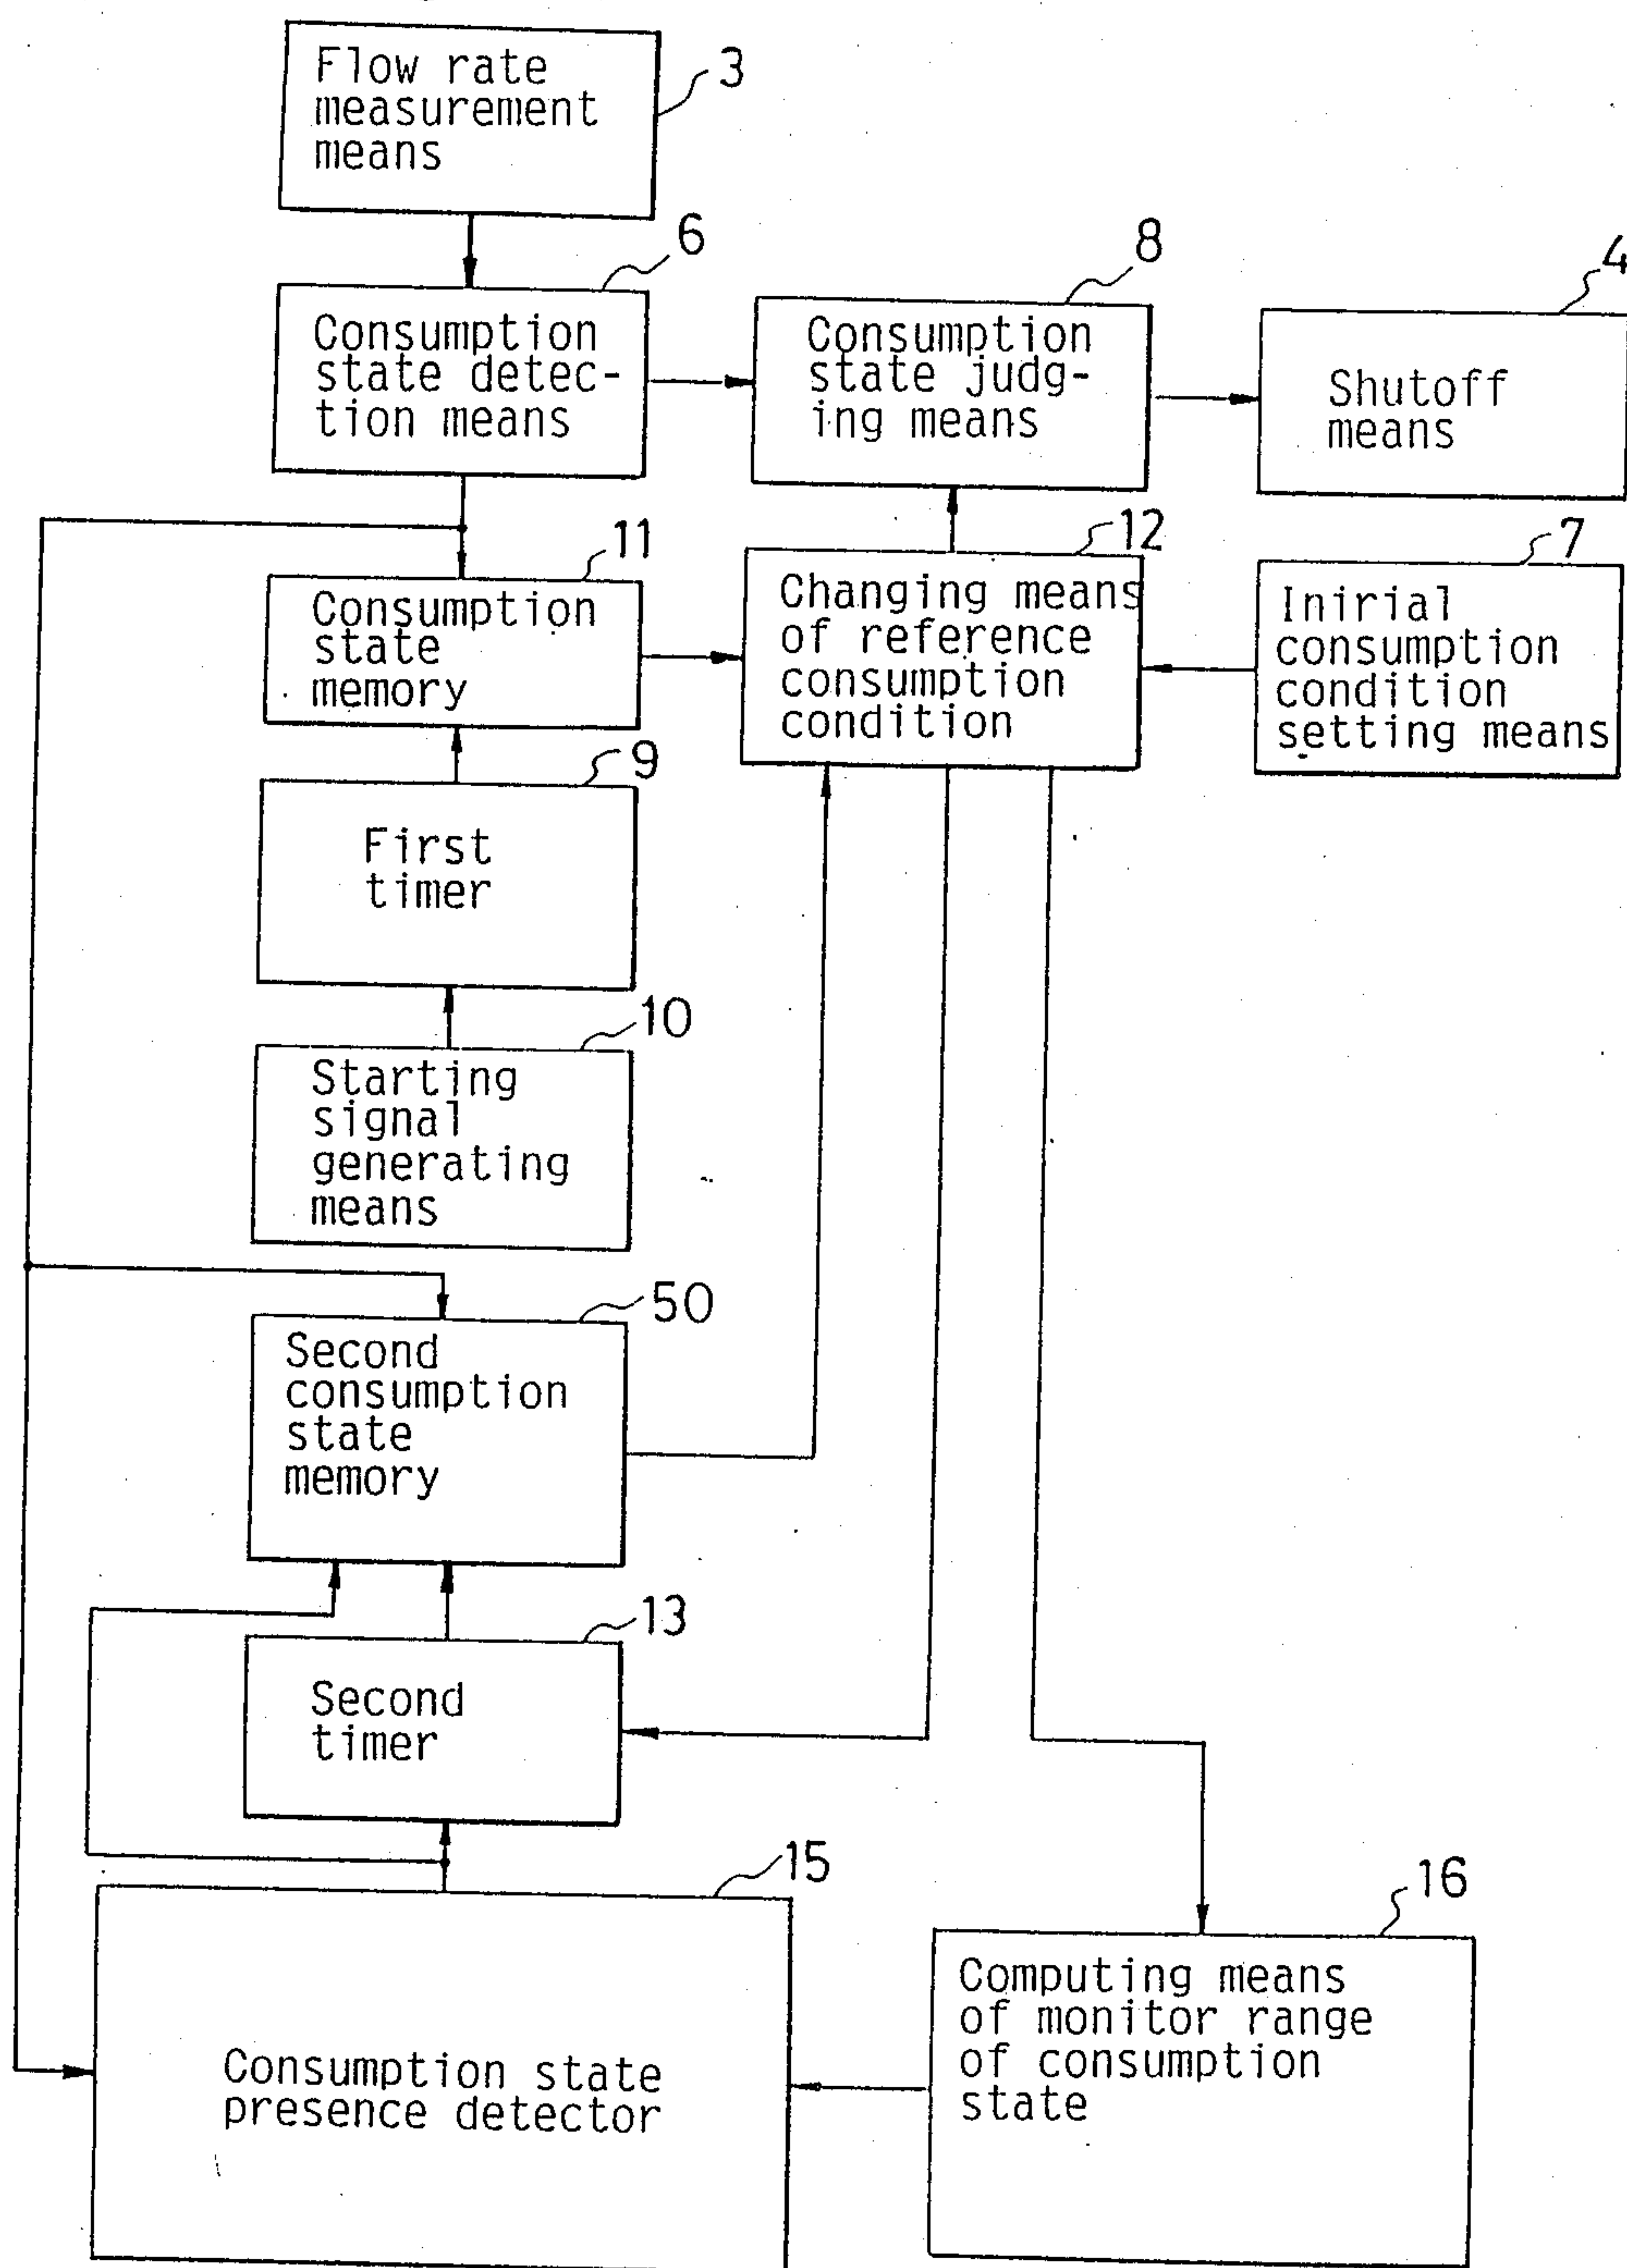 Flow rate
measurement
means
3
6
Consumption
state detec-
tion means
8
Consumption
state judg-
ing means
4
Shutoff
means
11
Consumption
state
memory
12
Changing means
of reference
consumption
condition
7
Inirial
consumption
condition
setting means
9
First
timer
10
Starting
signal
generating
means
50
Second
consumption
state
memory
13
Second
timer
15
Consumption state
presence detector
16
Computing means
of monitor range
of consumption
state